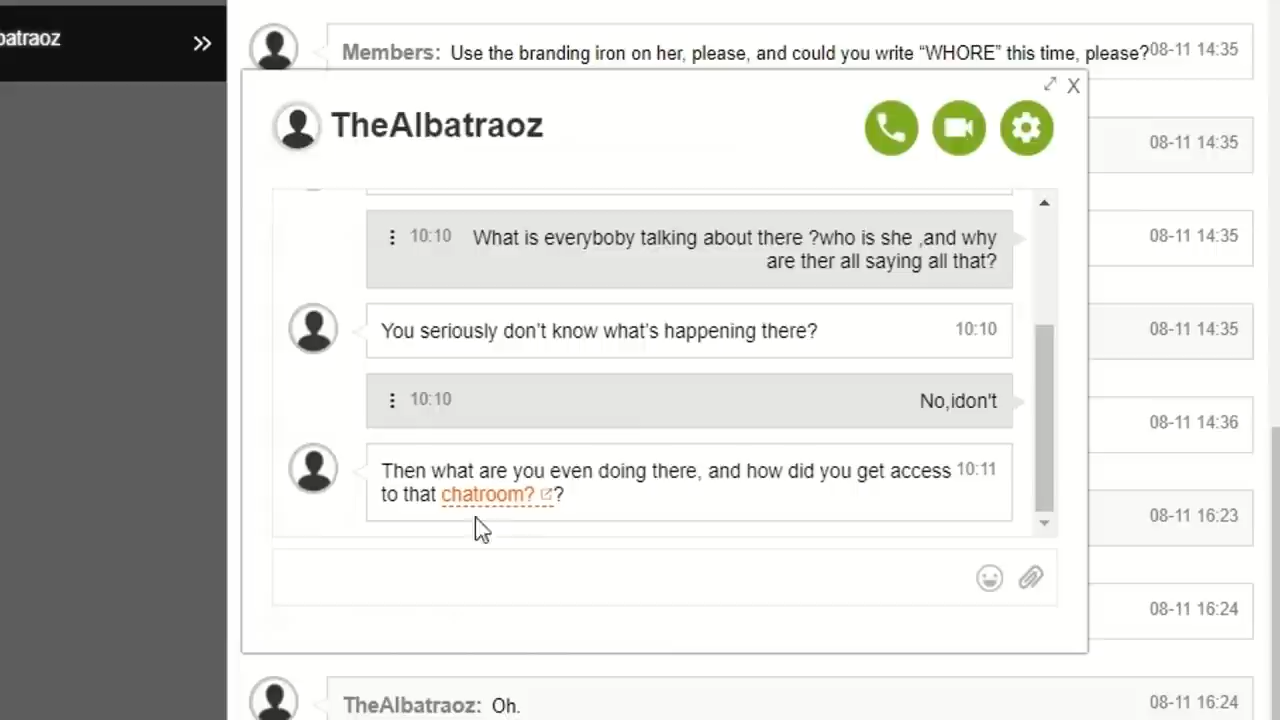 batraoz
Members: Use the branding iron on her, please, and could you write “WHORE” this time, please? 08-11 14:35
X
TheAlbatraoz
08-11 14:35
08-11 14:35
10:10 What is everyboby talking about there ?who is she ,and why
are ther all saying all that?
You seriously don’t know what’s happening there? 10:10
08-11 14:35
10:10 No,idon't
08-11 14:36
Then what are you even doing there, and how did you get access 10:11
to that chatroom? ?
08-11 16:23
08-11 16:24
TheAlbatraoz: Oh. 08-11 16:24